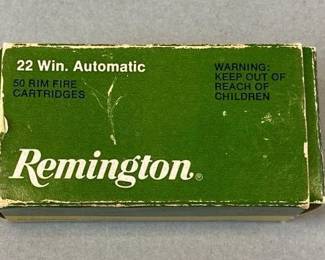 22 Win. Automatic
50 RIM FIRE
CARTRIDGES
WARNING:
KEEP OUT OF
REACH OF
CHILDREN
Remington®